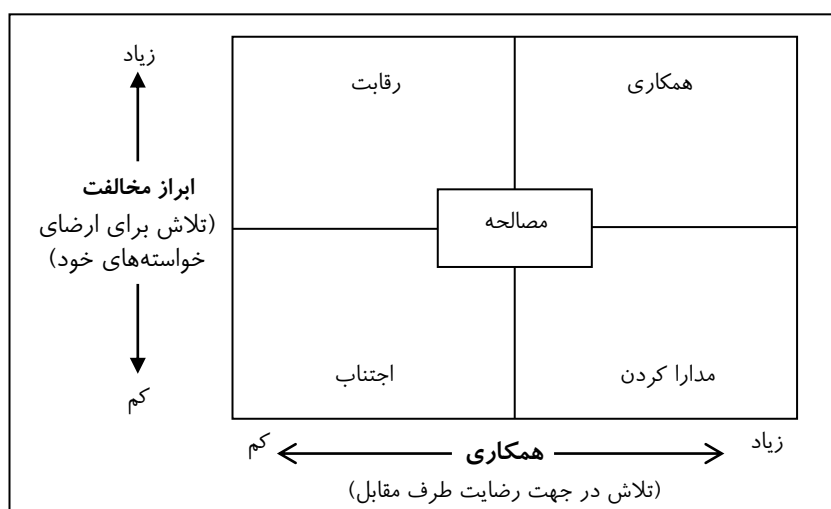 زیاد
ابراز مخالفت
(تلاش برای ارضای
خواسته‌های خود)
کم
همکاری
رقابت
مصالحه
مدارا کردن
اجتناب
زیاد
همکاری
کم
(تلاش در جهت رضایت طرف مقابل)